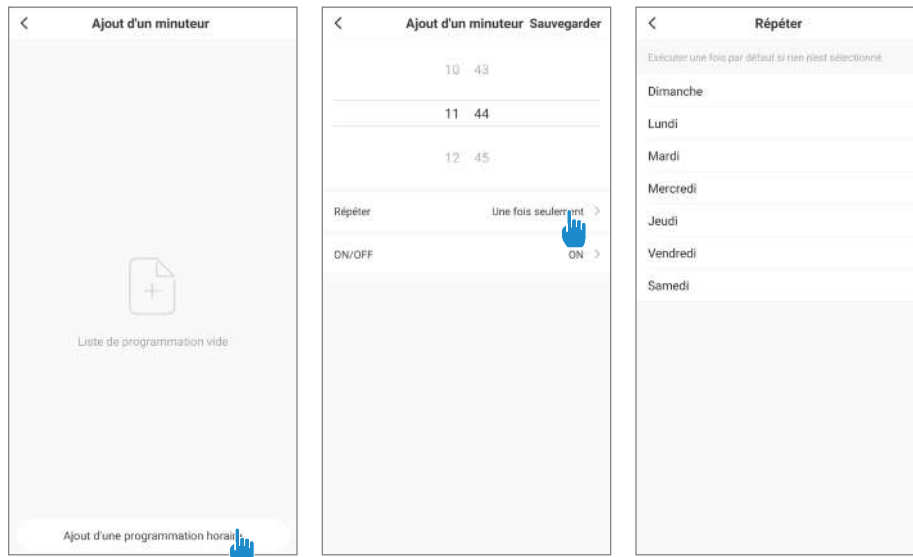 Ajout d'un minuteur
Liste de programmation vide
Ajout d'une programmation horaire
Ajout d'un minuteur Sauvegarder
10 43
11 44
12 45
Répéter Une fois seulement
ON/OFF ON
Répéter
Exécuter une fois par défaut si rien n'est sélectionné
Dimanche
Lundi
Mardi
Mercredi
Jeudi
Vendredi
Samedi